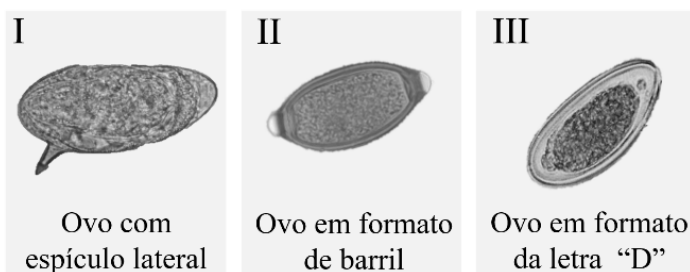 I
Ovo com
espículo lateral
II
Ovo em formato
de barril
III
Ovo em formato
da letra “D”